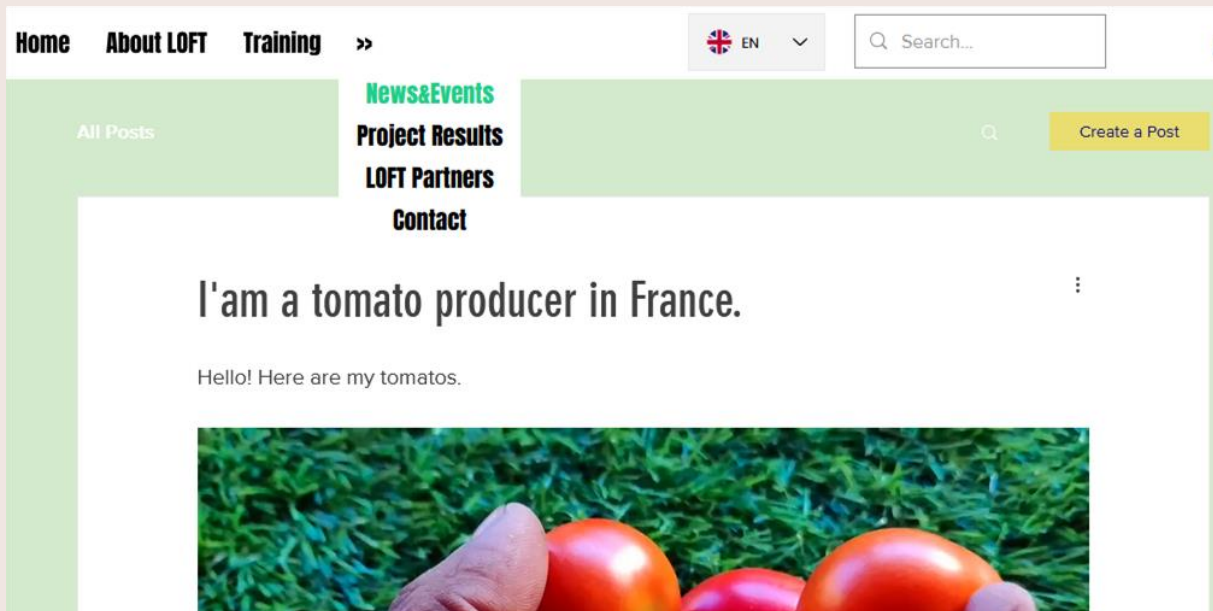 Home About LOFT Training >> EN Search...
News&Events
All Posts Project Results Create a Post
LOFT Partners
Contact
I'am a tomato producer in France.
Hello! Here are my tomatos.